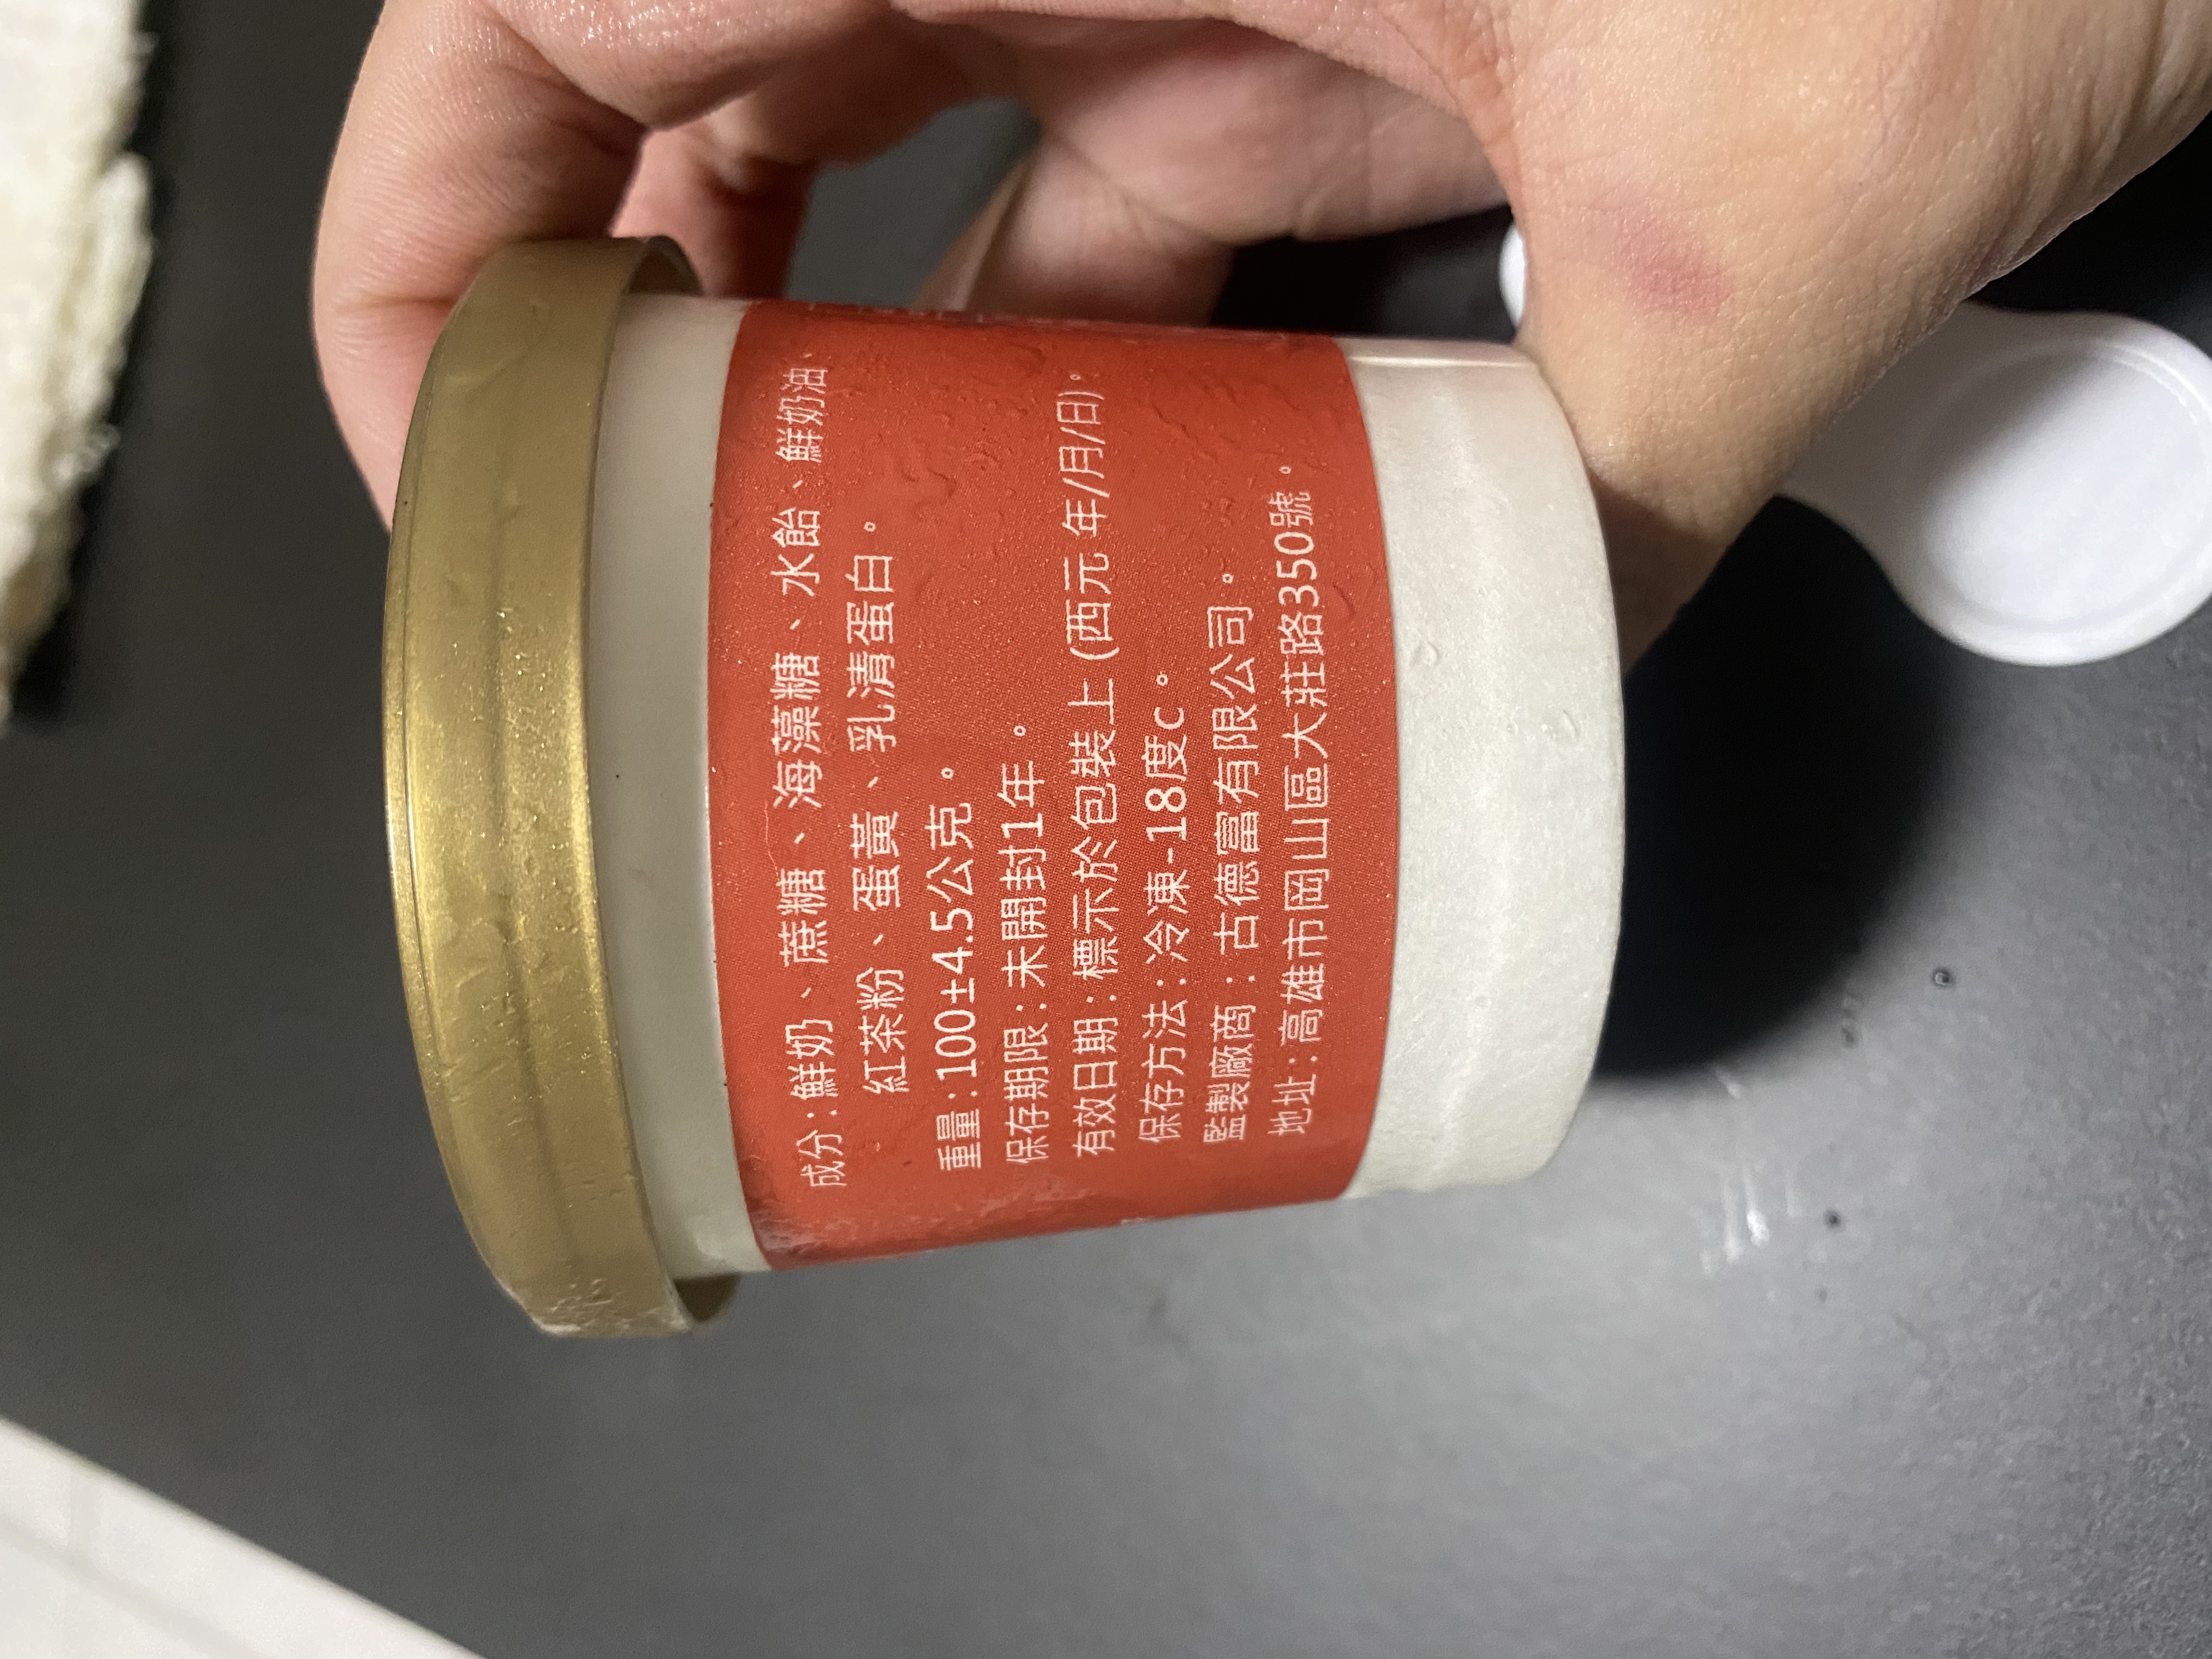 成分:鮮奶、蔗糖、海藻糖、水飴、鮮奶油、
紅茶粉、蛋黃、乳清蛋白。
重量:100±4.5公克。
保存期限:未開封1年。
有效日期:標示於包裝上 (西元 年/月/日)。
保存方法:冷凍-18度c。
監製廠商:古德富有限公司。
地址:高雄市岡山區大莊路350號。